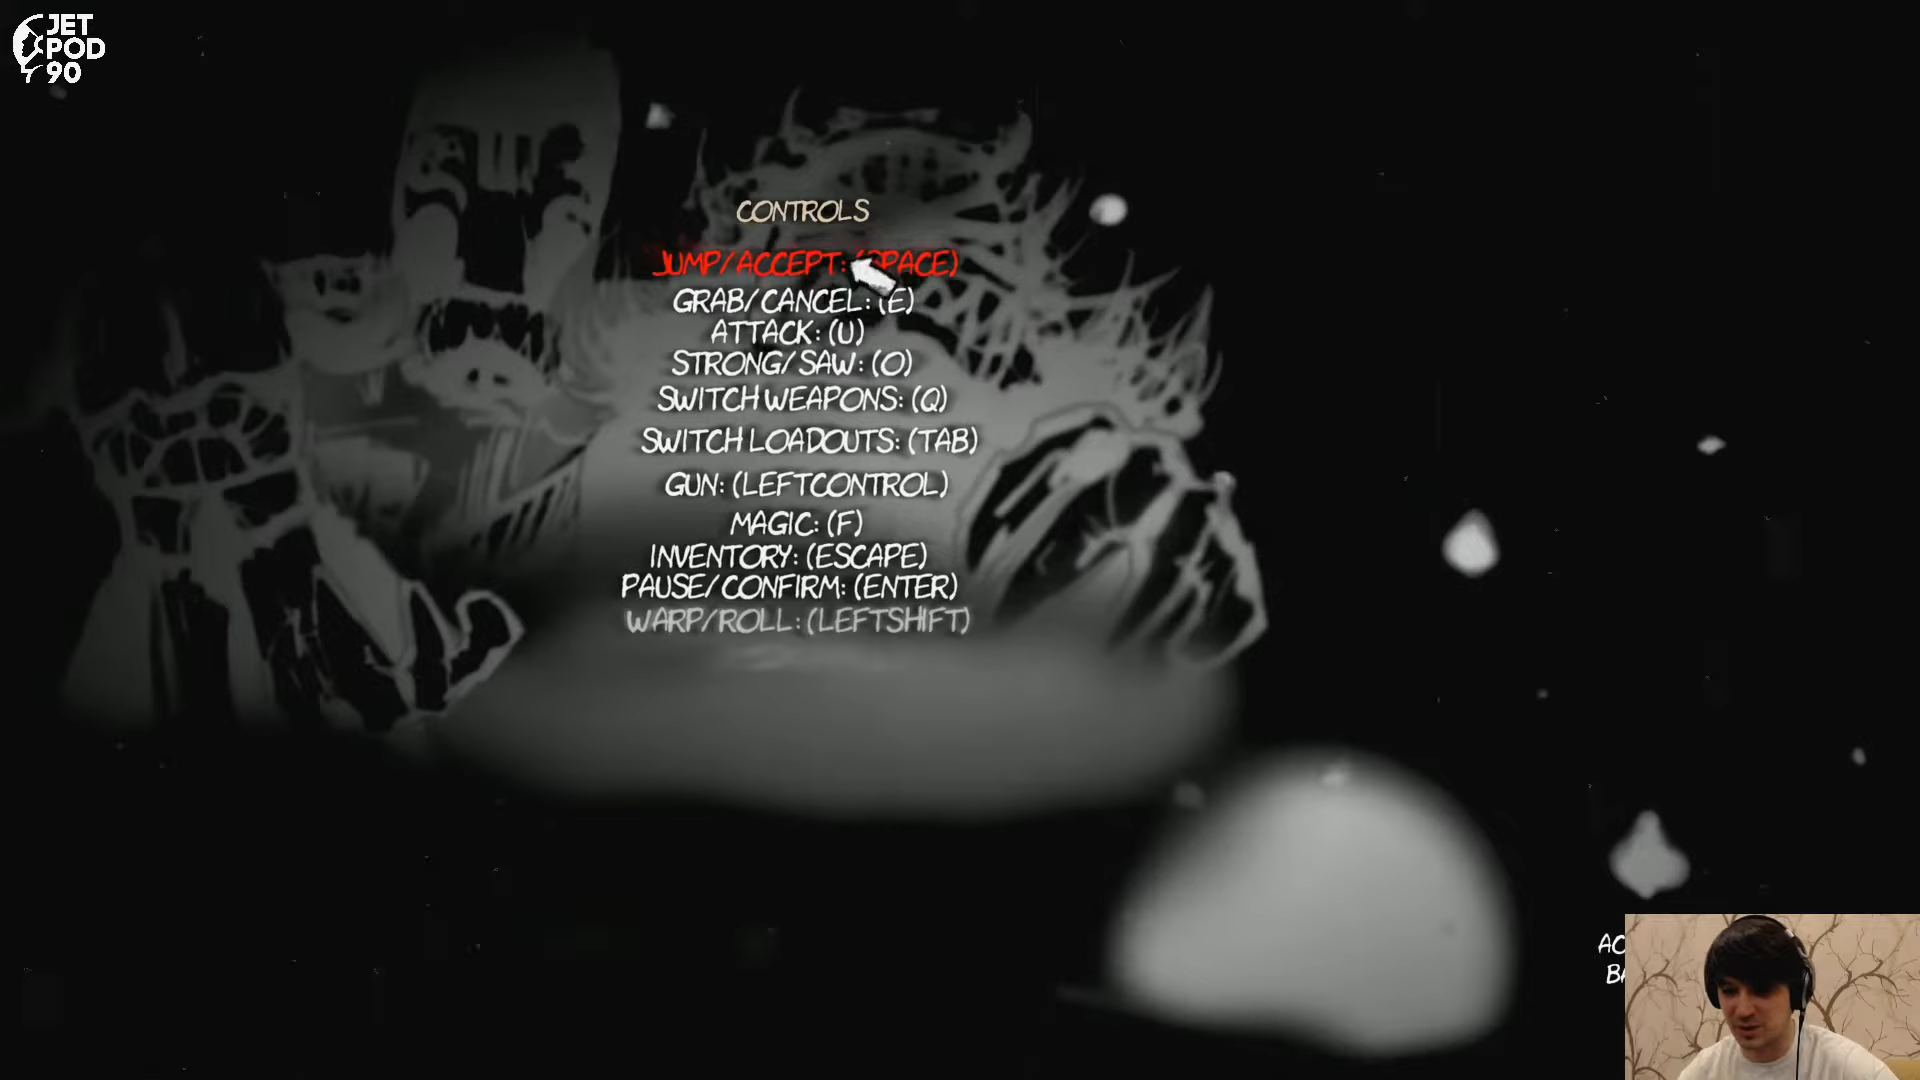 JET
POD
90
CONTROLS
JUMP/ACCEPT: (SPACE)
GRAB/CANCEL: (E)
ATTACK: (U)
STRONG/SAW: (O)
SWITCH WEAPONS: (Q)
SWITCH LOADOUTS: (TAB)
GUN: (LEFTCONTROL)
MAGIC: (F)
INVENTORY: (ESCAPE)
PAUSE/CONFIRM: (ENTER)
WARP/ROLL: (LEFTSHIFT)